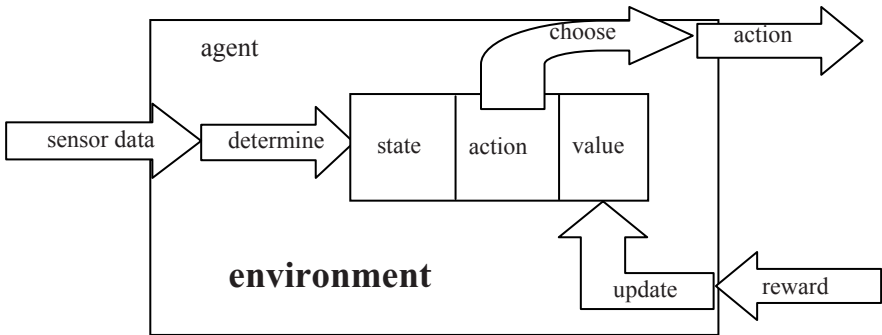 choose
action
agent
sensor data
determine
state
action
value
environment
update
reward